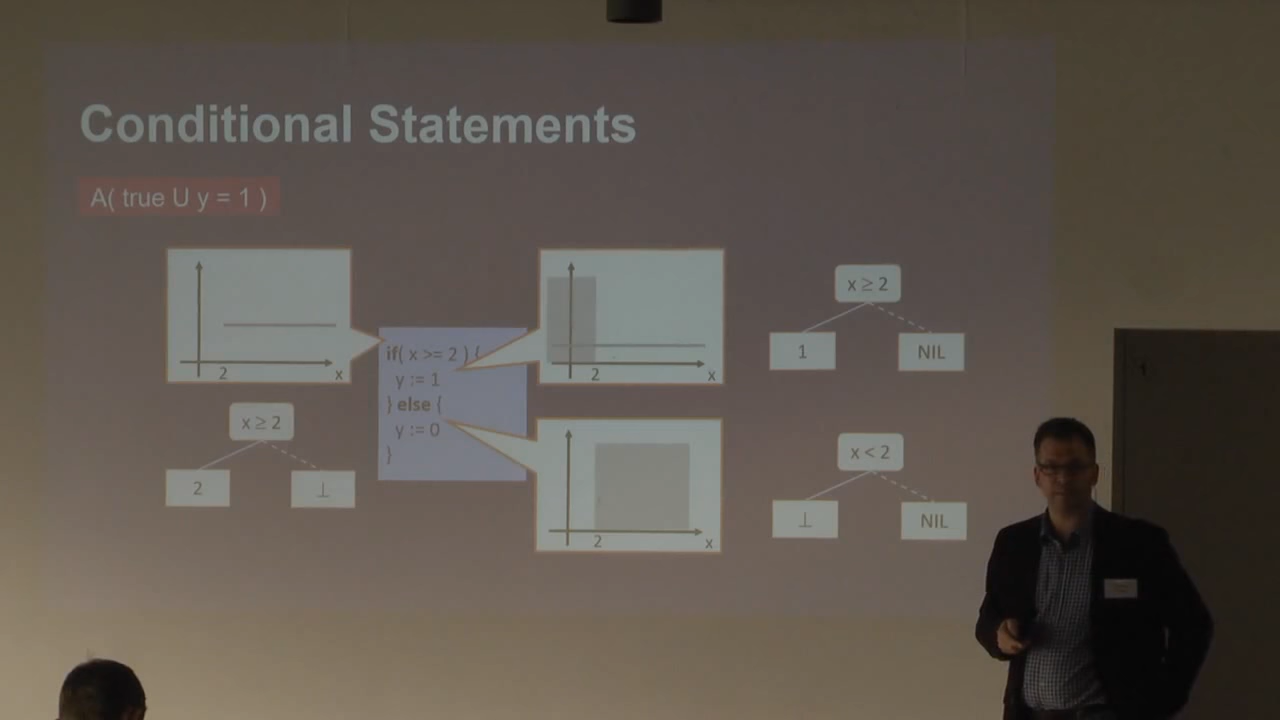 Conditional Statements
A( true U y = 1 )
2 x
x ≥ 2
2 ⊥
if( x >= 2 ) {
y := 1
} else {
y := 0
}
2 x
x ≥ 2
1 NIL
2 x
x < 2
⊥ NIL